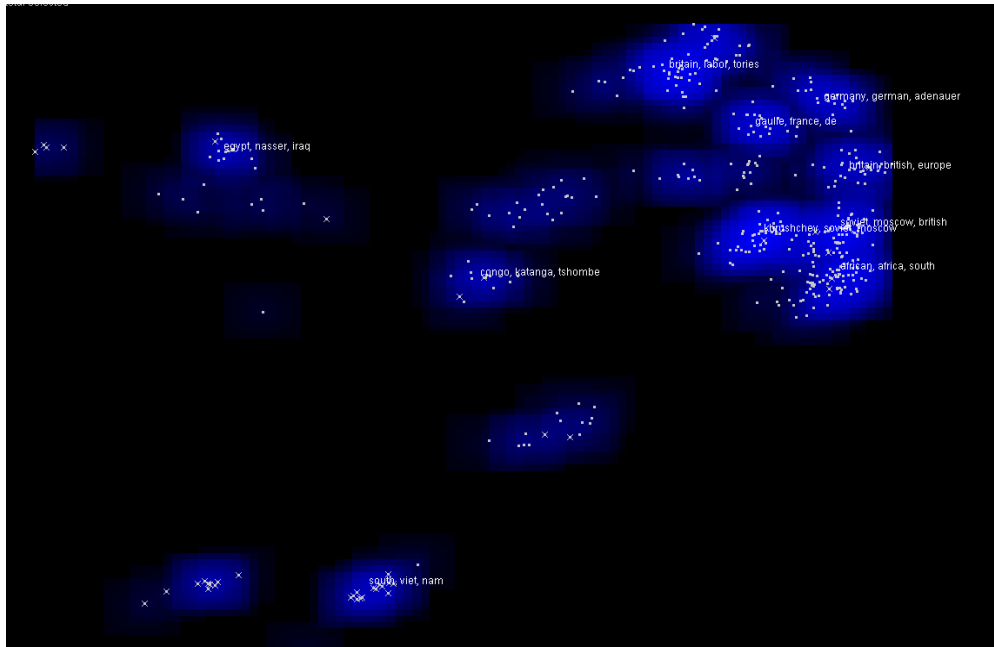 britain, labor, tories
germany, german, adenauer
gaulle, france, de
egypt, nasser, iraq
britain, british, europe
soviet, moscow, british
khrushchev, soviet, moscow
african, africa, south
congo, katanga, tshombe
south, viet, nam